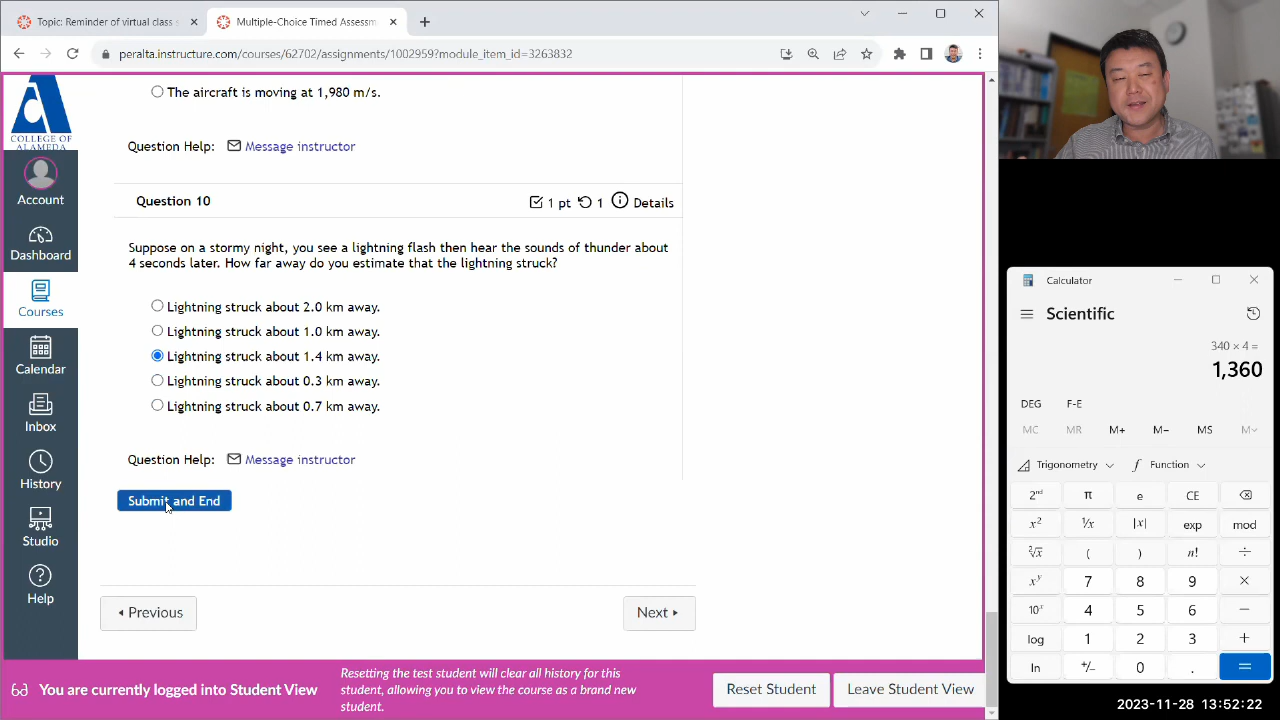 Topic: Reminder of virtual class s
Multiple-Choice Timed Assessm
peralta.instructure.com/courses/62702/assignments/1002959?module_item_id=3263832
COLLEGE OF
ALAMEDA
Account
Dashboard
Courses
Calendar
Inbox
History
Studio
Help
The aircraft is moving at 1,980 m/s.
Question Help: Message instructor
Question 10
1 pt 1 Details
Suppose on a stormy night, you see a lightning flash then hear the sounds of thunder about
4 seconds later. How far away do you estimate that the lightning struck?
Lightning struck about 2.0 km away.
Lightning struck about 1.0 km away.
Lightning struck about 1.4 km away.
Lightning struck about 0.3 km away.
Lightning struck about 0.7 km away.
Question Help: Message instructor
Submit and End
Previous
Next
You are currently logged into Student View
Resetting the test student will clear all history for this
student, allowing you to view the course as a brand new
student.
Reset Student
Leave Student View
Calculator
Scientific
340 × 4 =
1,360
DEG F-E
MC MR M+ M− MS M
Trigonometry Function
2ⁿᵈ π e CE
x² ¹/x |x| exp mod
²√x ( ) n! ÷
xʸ 7 8 9 ×
10ˣ 4 5 6 −
log 1 2 3 +
ln +/− 0 . =
2023-11-28 13:52:22